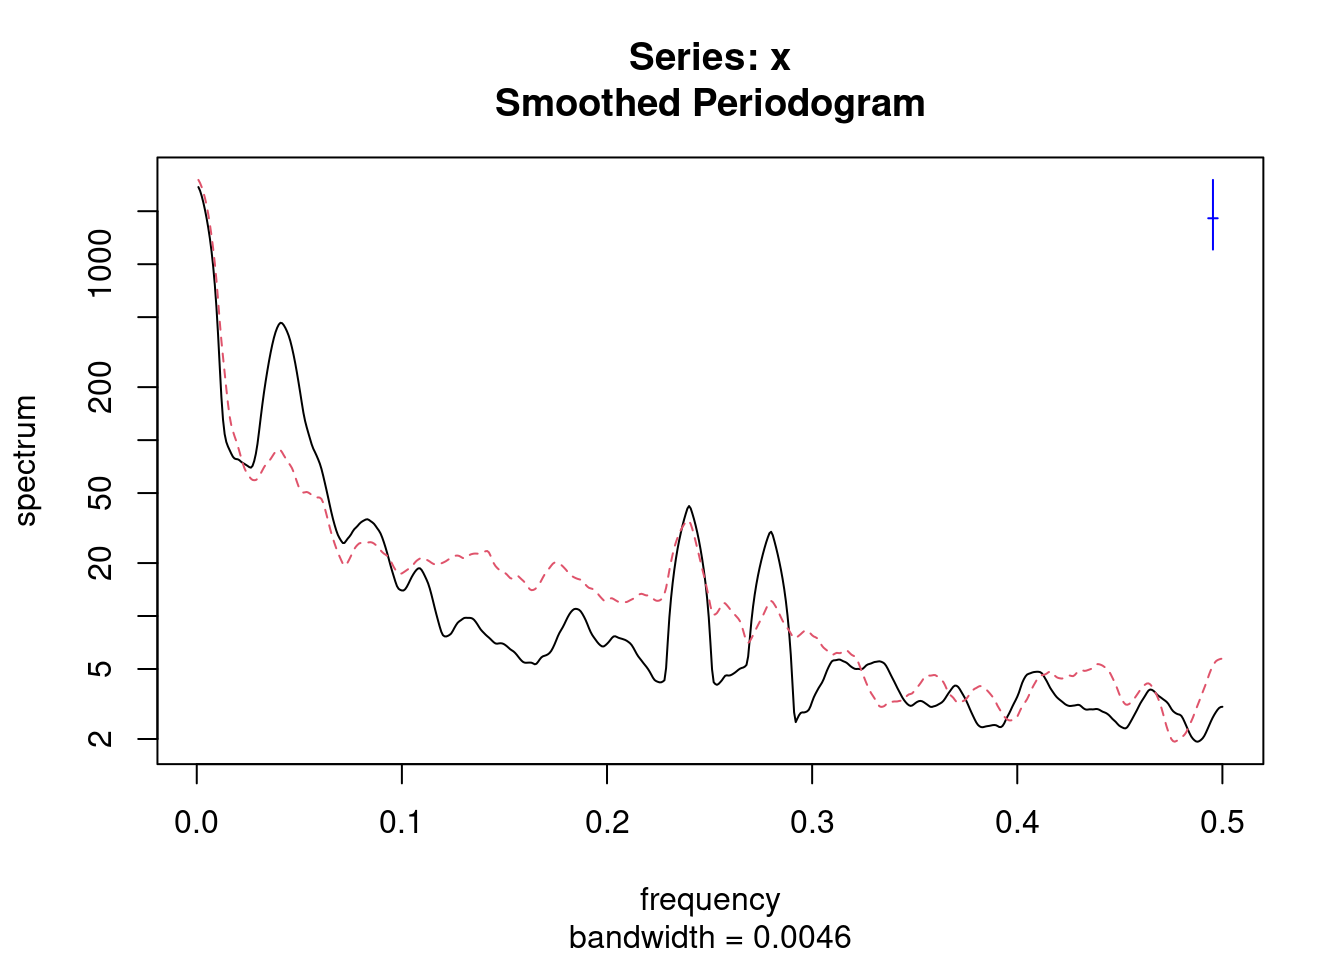 Series: x
Smoothed Periodogram
spectrum
1000
200
50
20
5
2
0.0 0.1 0.2 0.3 0.4 0.5
frequency
bandwidth = 0.0046